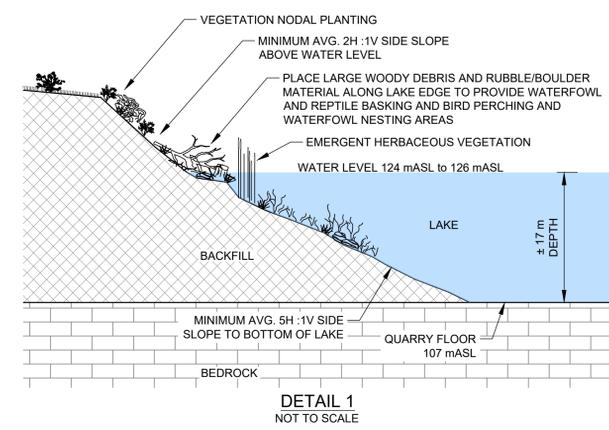 VEGETATION NODAL PLANTING
MINIMUM AVG. 2H :1V SIDE SLOPE
ABOVE WATER LEVEL
PLACE LARGE WOODY DEBRIS AND RUBBLE/BOULDER
MATERIAL ALONG LAKE EDGE TO PROVIDE WATERFOWL
AND REPTILE BASKING AND BIRD PERCHING AND
WATERFOWL NESTING AREAS
EMERGENT HERBACEOUS VEGETATION
WATER LEVEL 124 mASL to 126 mASL
LAKE
± 17 m
DEPTH
BACKFILL
MINIMUM AVG. 5H :1V SIDE
SLOPE TO BOTTOM OF LAKE
QUARRY FLOOR
107 mASL
BEDROCK
DETAIL 1
NOT TO SCALE